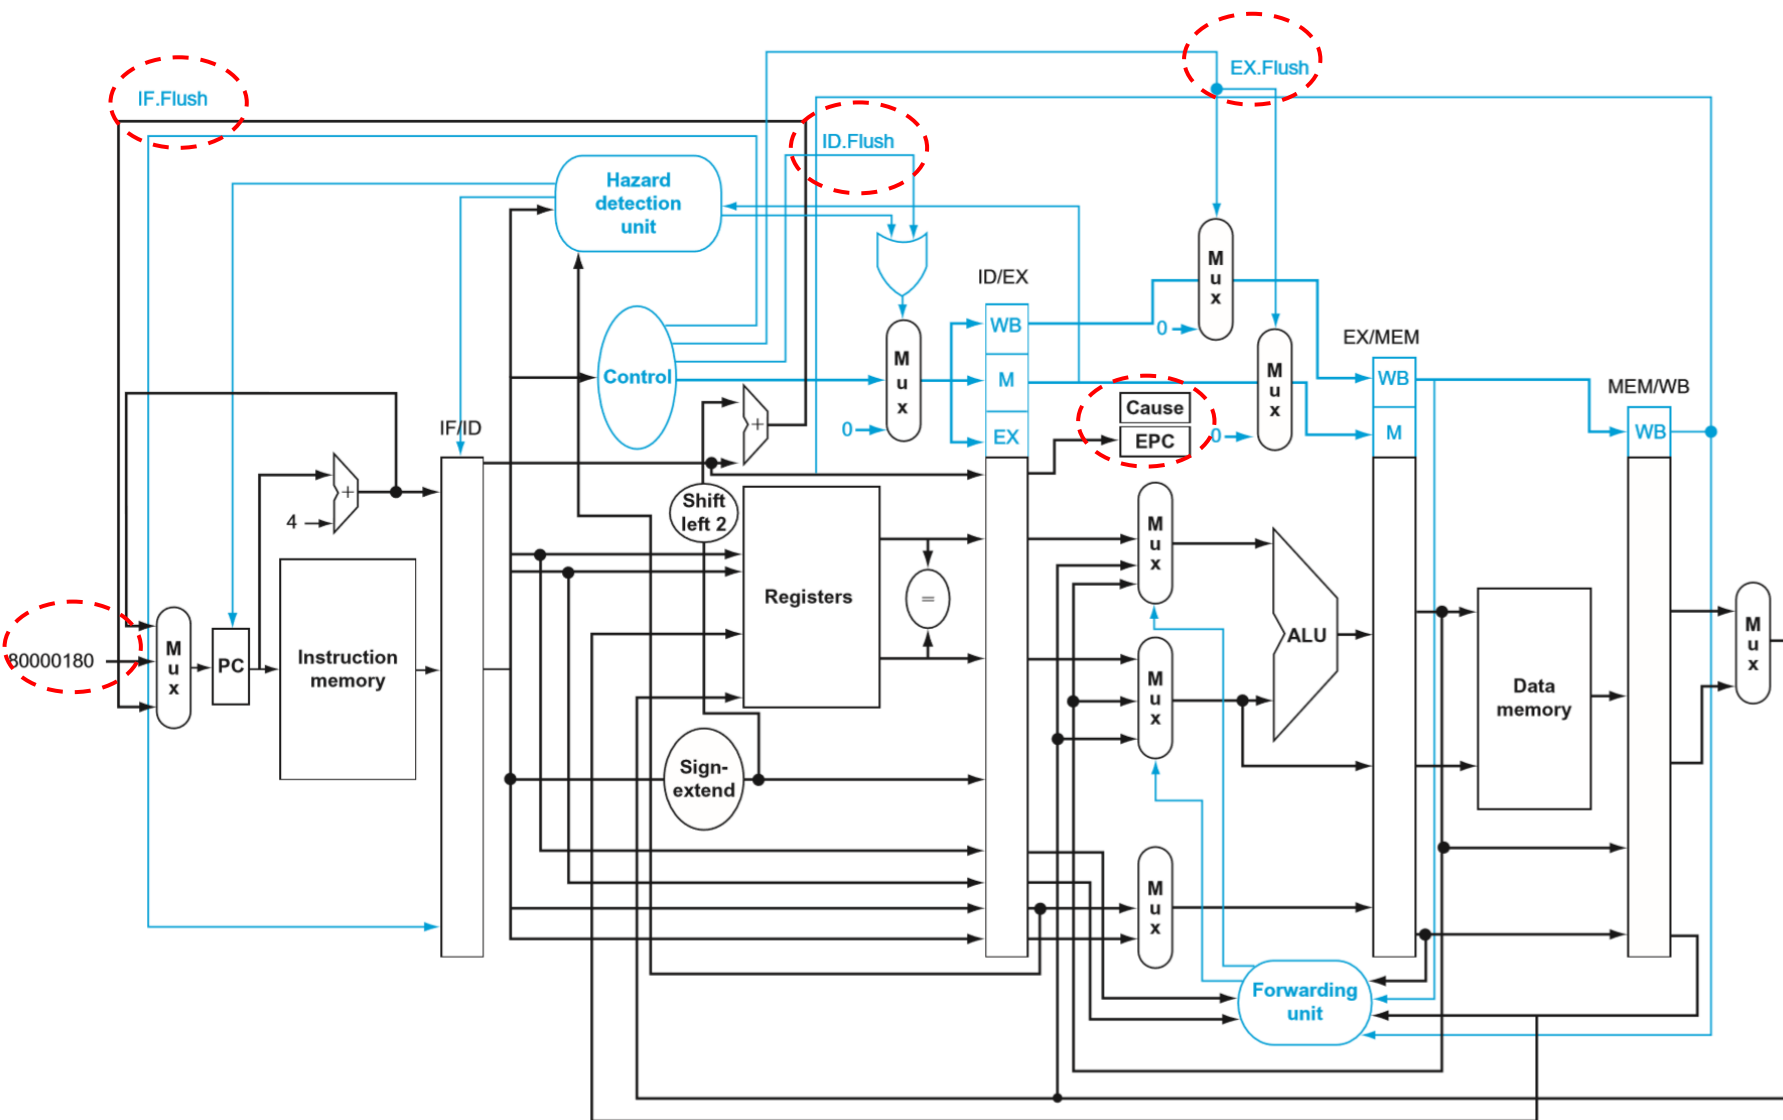 EX.Flush
IF.Flush
ID.Flush
Hazard
detection
unit
M
u
x
0
ID/EX
WB
M
EX
Control
M
u
x
0
Cause
EPC
0
M
u
x
EX/MEM
WB
M
MEM/WB
WB
IF/ID
+
+
4
Shift
left 2
Registers
=
M
u
x
ALU
80000180
M
u
x
PC
Instruction
memory
M
u
x
Data
memory
M
u
x
Sign-
extend
M
u
x
Forwarding
unit